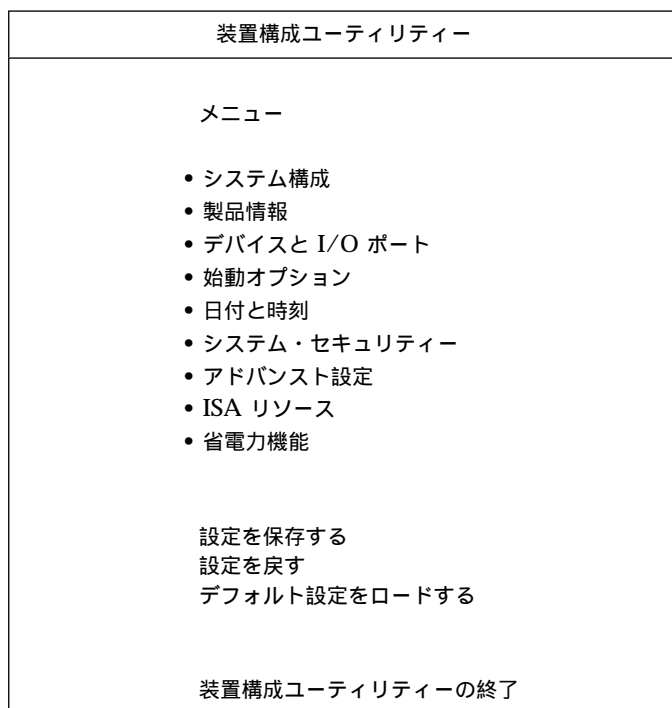 装置構成ユーティリティー
メニュー
• システム構成
• 製品情報
• デバイスと I/O ポート
• 始動オプション
• 日付と時刻
• システム・セキュリティー
• アドバンスト設定
• ISA リソース
• 省電力機能
設定を保存する
設定を戻す
デフォルト設定をロードする
装置構成ユーティリティーの終了